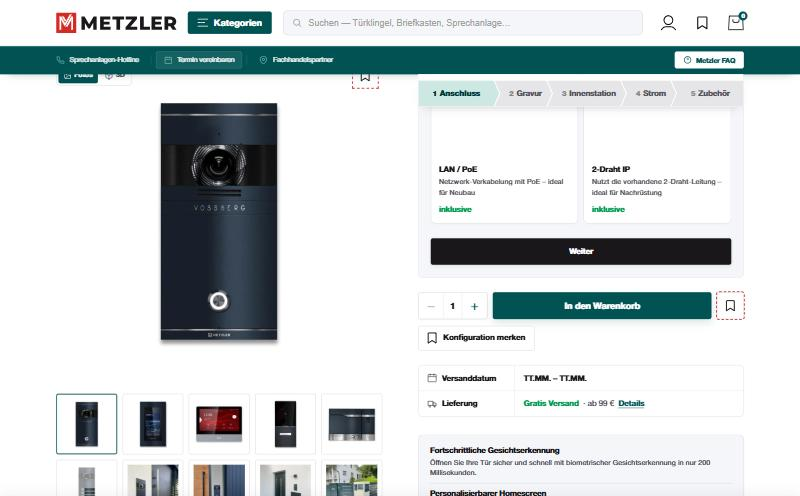 METZLER
Kategorien
Suchen — Türklingel, Briefkasten, Sprechanlage...
0
Sprechanlagen-Hotline
Termin vereinbaren
Fachhandelspartner
Metzler FAQ
Fotos
3D
1 Anschluss
2 Gravur
3 Innenstation
4 Strom
5 Zubehör
VOSSBERG
METZLER
LAN / PoE
Netzwerk-Verkabelung mit PoE – ideal
für Neubau
inklusive
2-Draht IP
Nutzt die vorhandene 2-Draht-Leitung –
ideal für Nachrüstung
inklusive
Weiter
1
In den Warenkorb
Konfiguration merken
Versanddatum
TT.MM. – TT.MM.
Lieferung
Gratis Versand · ab 99 € Details
Fortschrittliche Gesichtserkennung
Öffnen Sie Ihre Tür sicher und schnell mit biometrischer Gesichtserkennung in nur 200
Millisekunden.
Personalisierbarer Homescreen